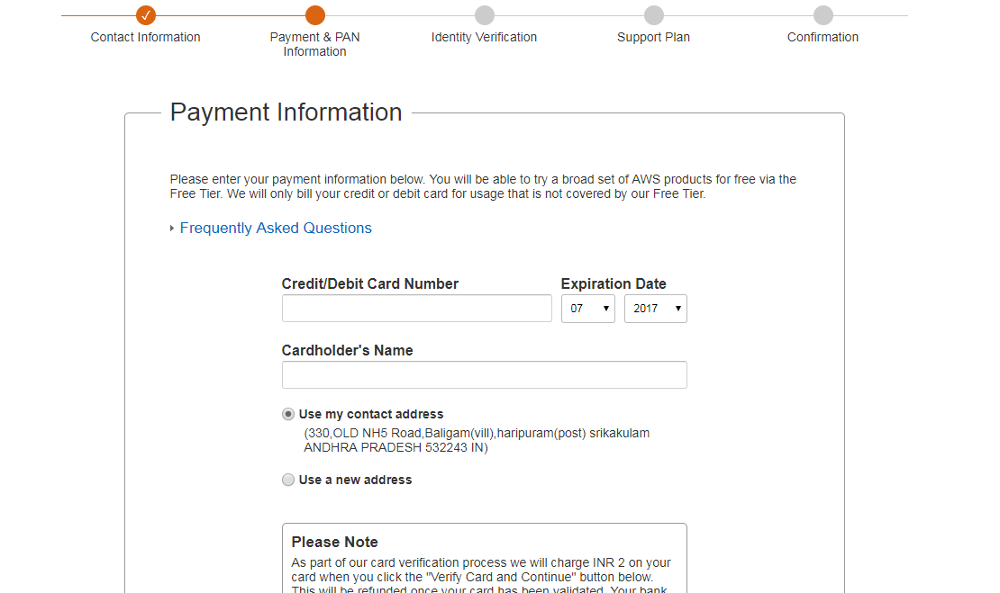 Contact Information
Payment & PAN
Information
Identity Verification
Support Plan
Confirmation
Payment Information
Please enter your payment information below. You will be able to try a broad set of AWS products for free via the
Free Tier. We will only bill your credit or debit card for usage that is not covered by our Free Tier.
Frequently Asked Questions
Credit/Debit Card Number
Expiration Date
07
2017
Cardholder's Name
Use my contact address
(330,OLD NH5 Road,Baligam(vill),haripuram(post) srikakulam
ANDHRA PRADESH 532243 IN)
Use a new address
Please Note
As part of our card verification process we will charge INR 2 on your
card when you click the "Verify Card and Continue" button below.
This will be refunded once your card has been validated. Your bank